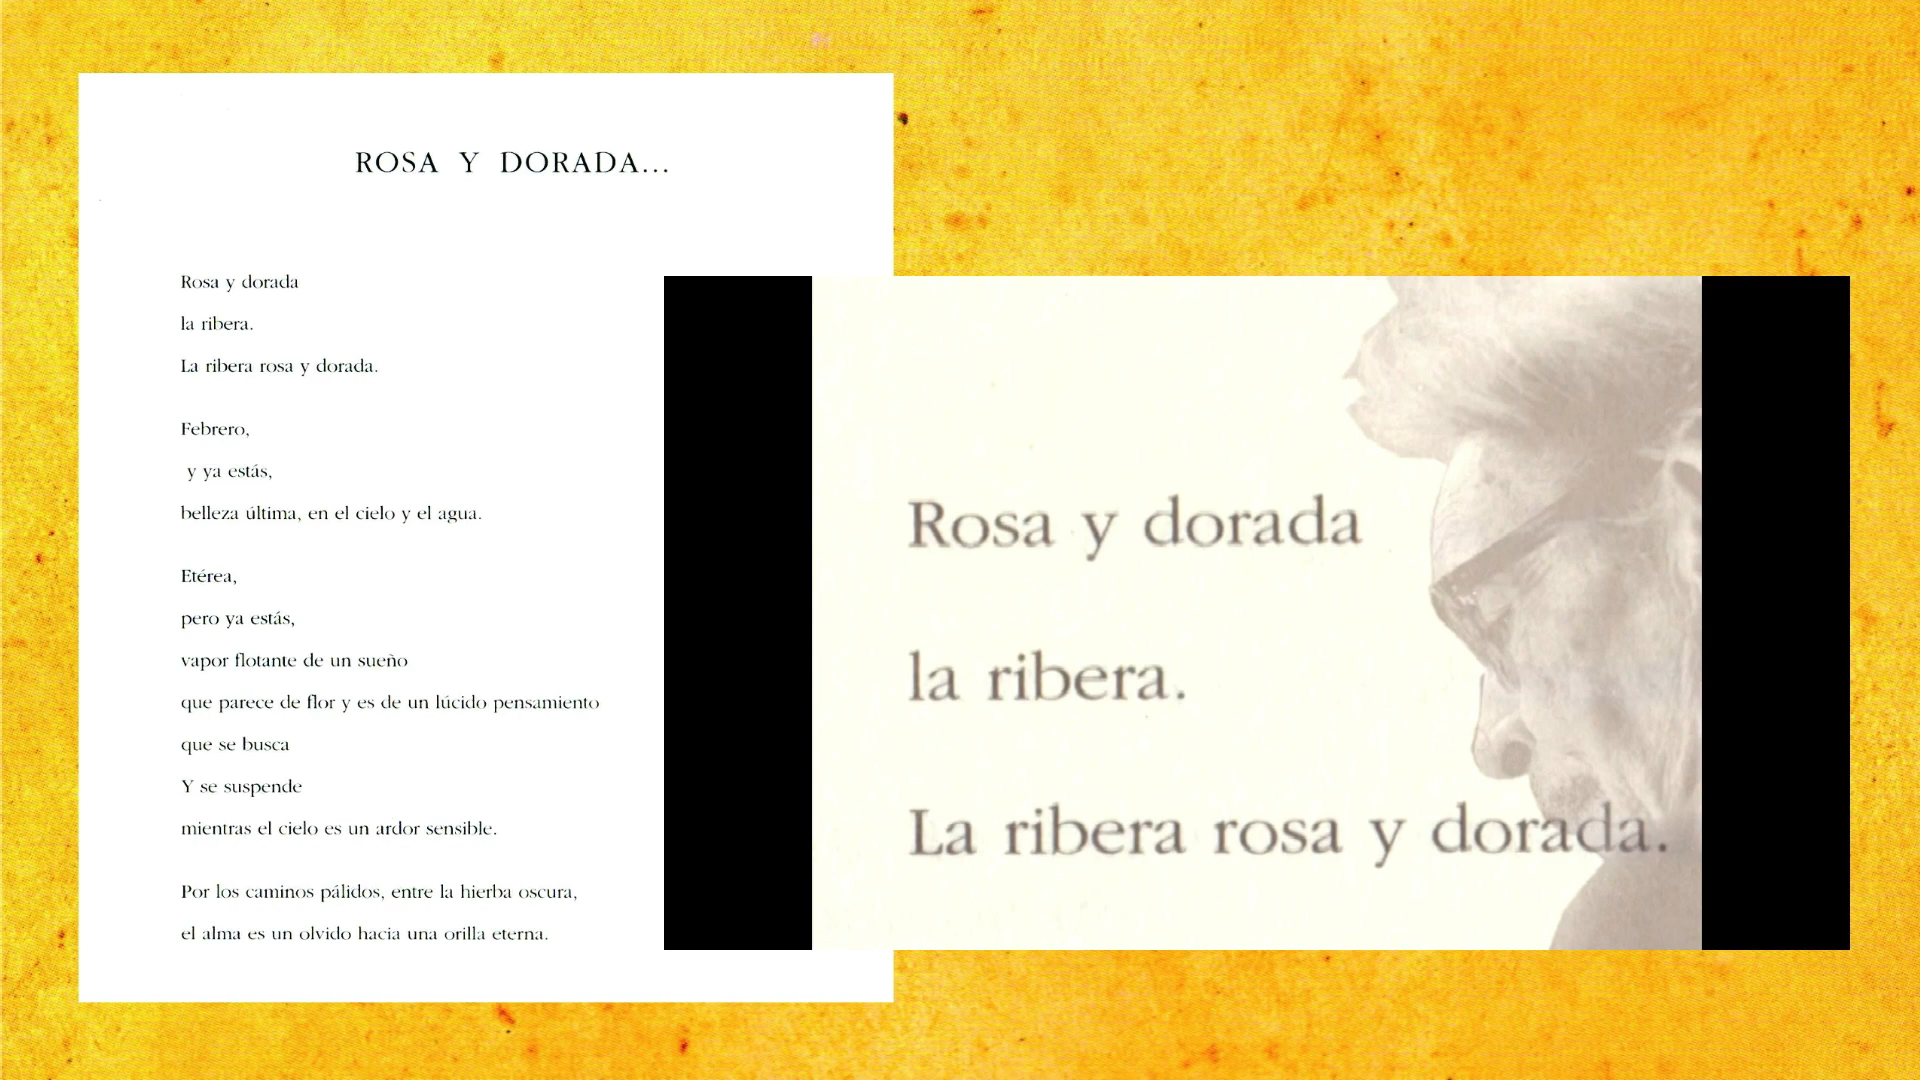 ROSA Y DORADA...
Rosa y dorada
la ribera.
La ribera rosa y dorada.
Febrero,
y ya estás,
belleza última, en el cielo y el agua.
Etérea,
pero ya estás,
vapor flotante de un sueño
que parece de flor y es de un lúcido pensamiento
que se busca
Y se suspende
mientras el cielo es un ardor sensible.
Por los caminos pálidos, entre la hierba oscura,
el alma es un olvido hacia una orilla eterna.
Rosa y dorada
la ribera.
La ribera rosa y dorada.